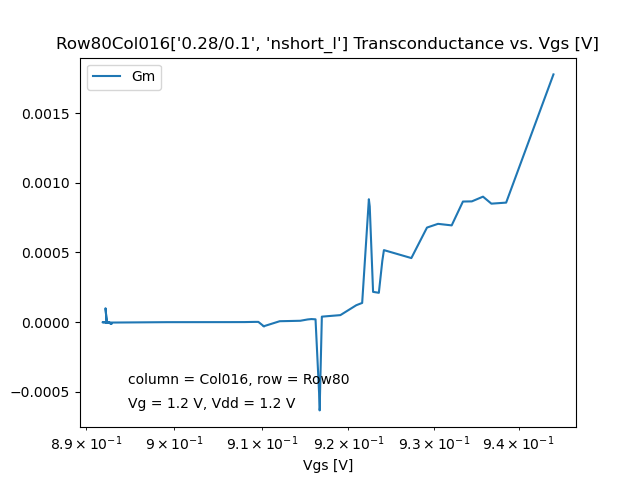 Row80Col016['0.28/0.1', 'nshort_l'] Transconductance vs. Vgs [V]
Gm
0.0015
0.0010
0.0005
0.0000
−0.0005
column = Col016, row = Row80
Vg = 1.2 V, Vdd = 1.2 V
8.9 × 10⁻¹ 9 × 10⁻¹ 9.1 × 10⁻¹ 9.2 × 10⁻¹ 9.3 × 10⁻¹ 9.4 × 10⁻¹
Vgs [V]